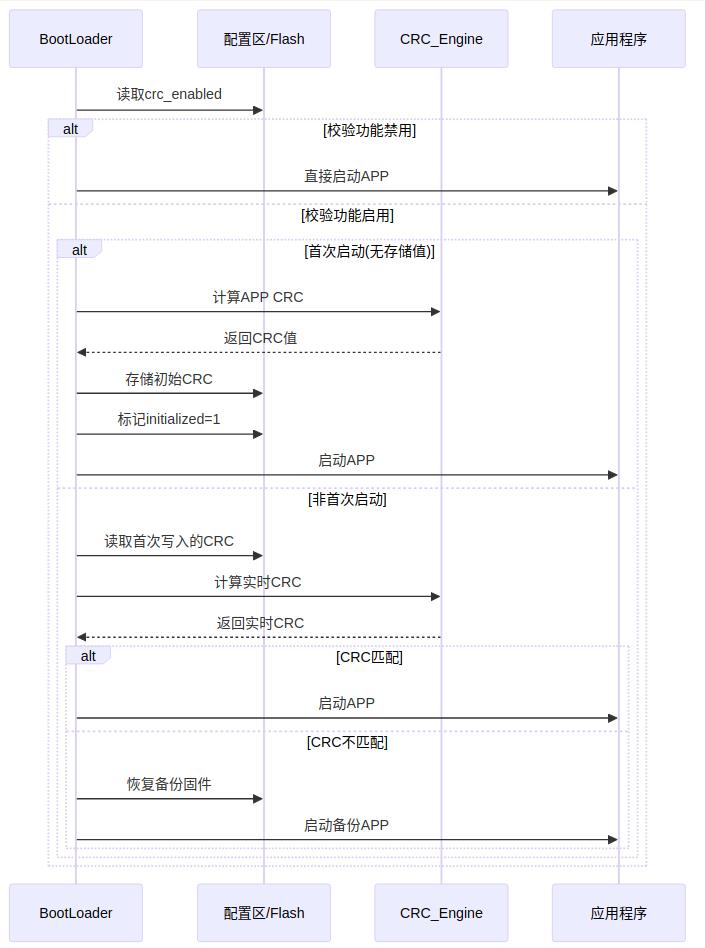 BootLoader
配置区/Flash
CRC_Engine
应用程序
读取crc_enabled
alt
[校验功能禁用]
直接启动APP
[校验功能启用]
alt
[首次启动(无存储值)]
计算APP CRC
返回CRC值
存储初始CRC
标记initialized=1
启动APP
[非首次启动]
读取首次写入的CRC
计算实时CRC
返回实时CRC
alt
[CRC匹配]
启动APP
[CRC不匹配]
恢复备份固件
启动备份APP
BootLoader
配置区/Flash
CRC_Engine
应用程序